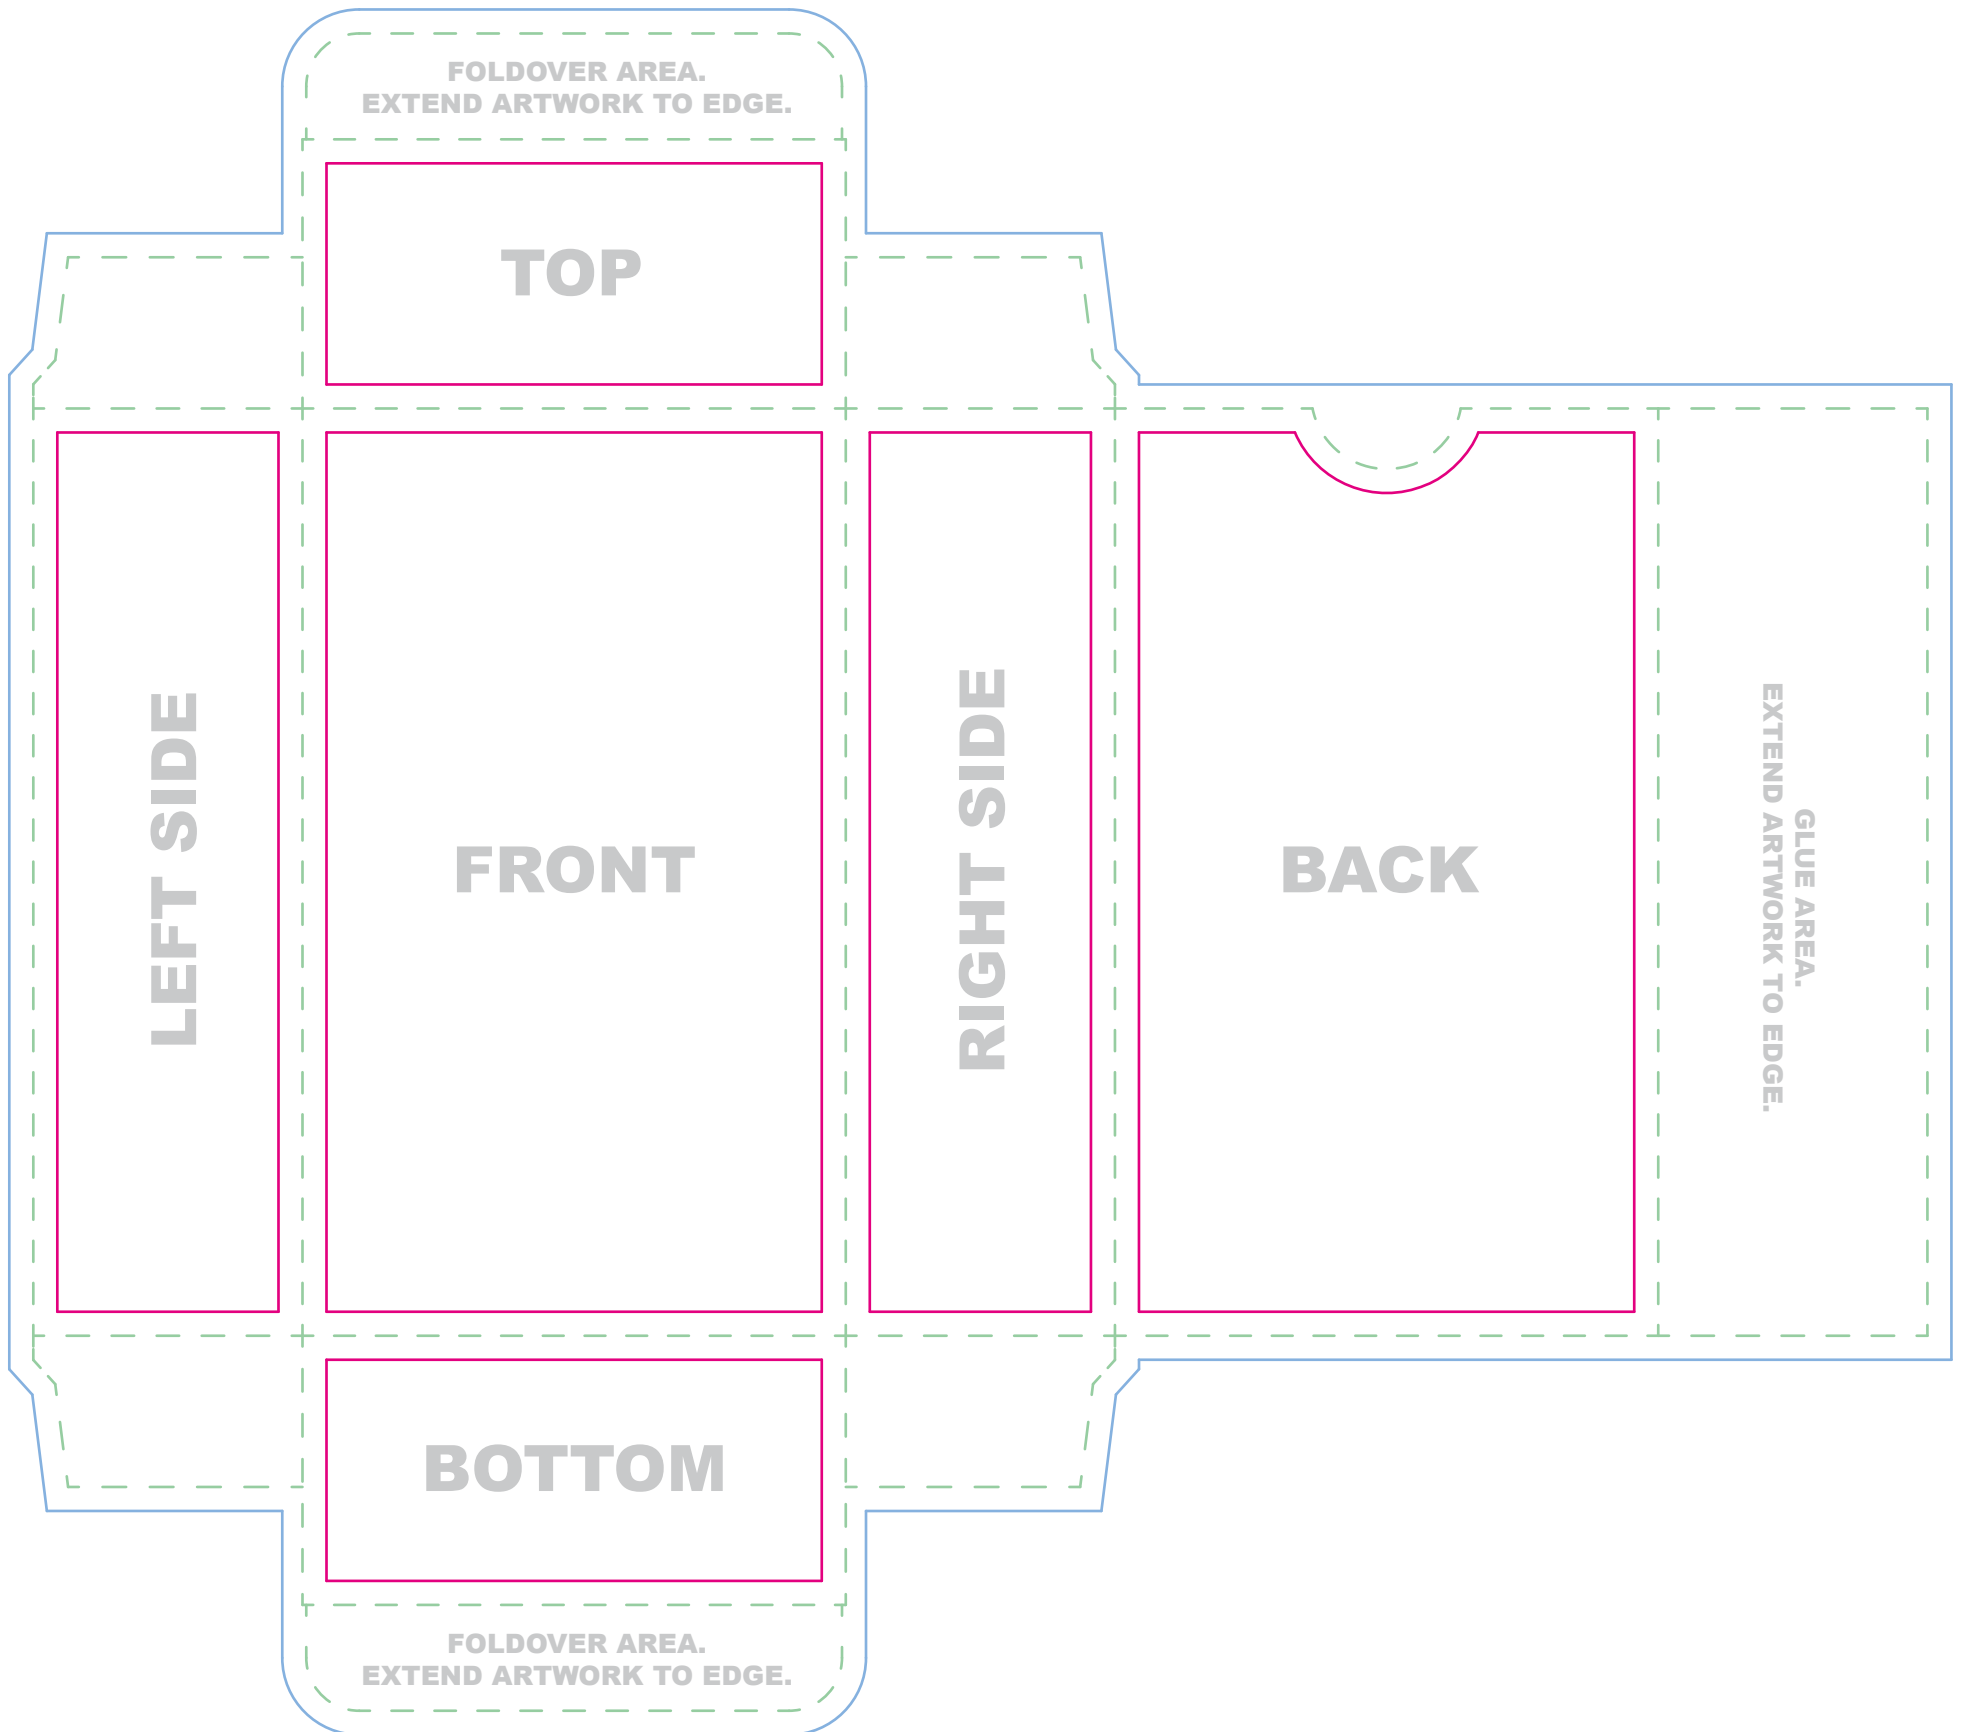 FOLDOVER AREA.
EXTEND ARTWORK TO EDGE.
TOP
LEFT SIDE
FRONT
RIGHT SIDE
BACK
GLUE AREA.
EXTEND ARTWORK TO EDGE.
BOTTOM
FOLDOVER AREA.
EXTEND ARTWORK TO EDGE.